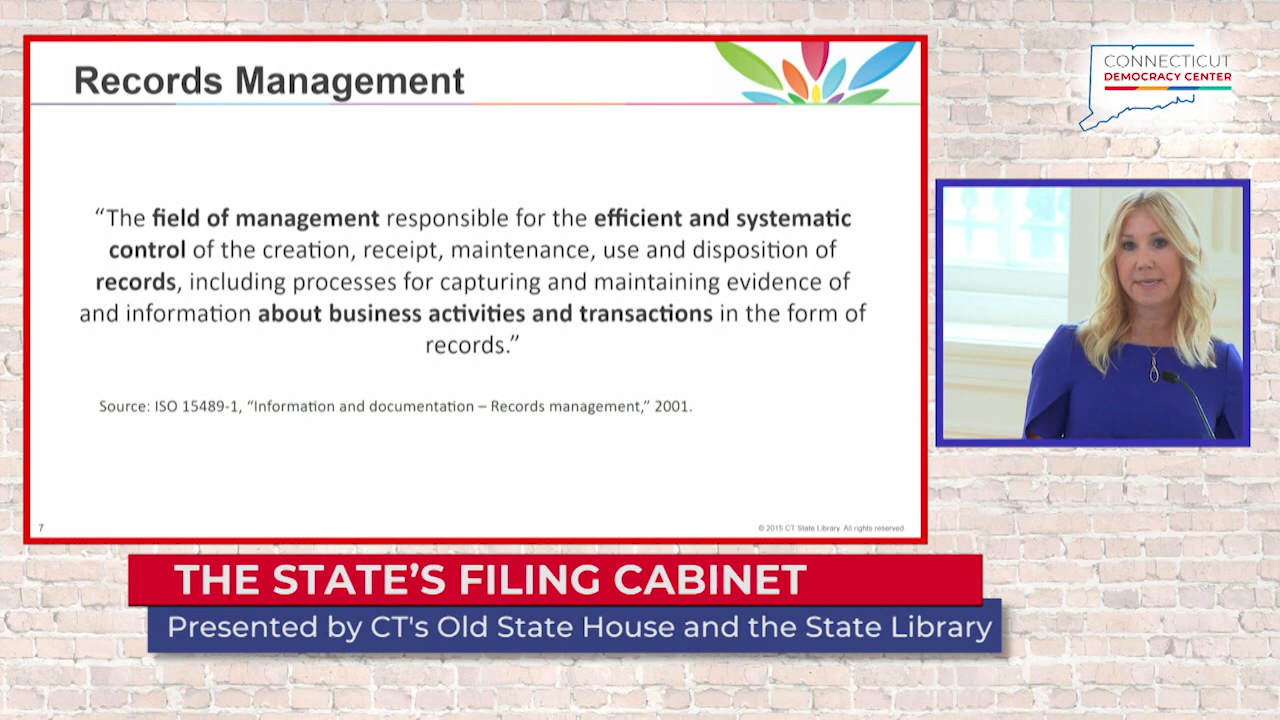 Records Management
“The field of management responsible for the efficient and systematic
control of the creation, receipt, maintenance, use and disposition of
records, including processes for capturing and maintaining evidence of
and information about business activities and transactions in the form of
records.”
Source: ISO 15489-1, “Information and documentation – Records management,” 2001.
7
© 2015 CT State Library. All rights reserved.
CONNECTICUT
DEMOCRACY CENTER
THE STATE’S FILING CABINET
Presented by CT's Old State House and the State Library